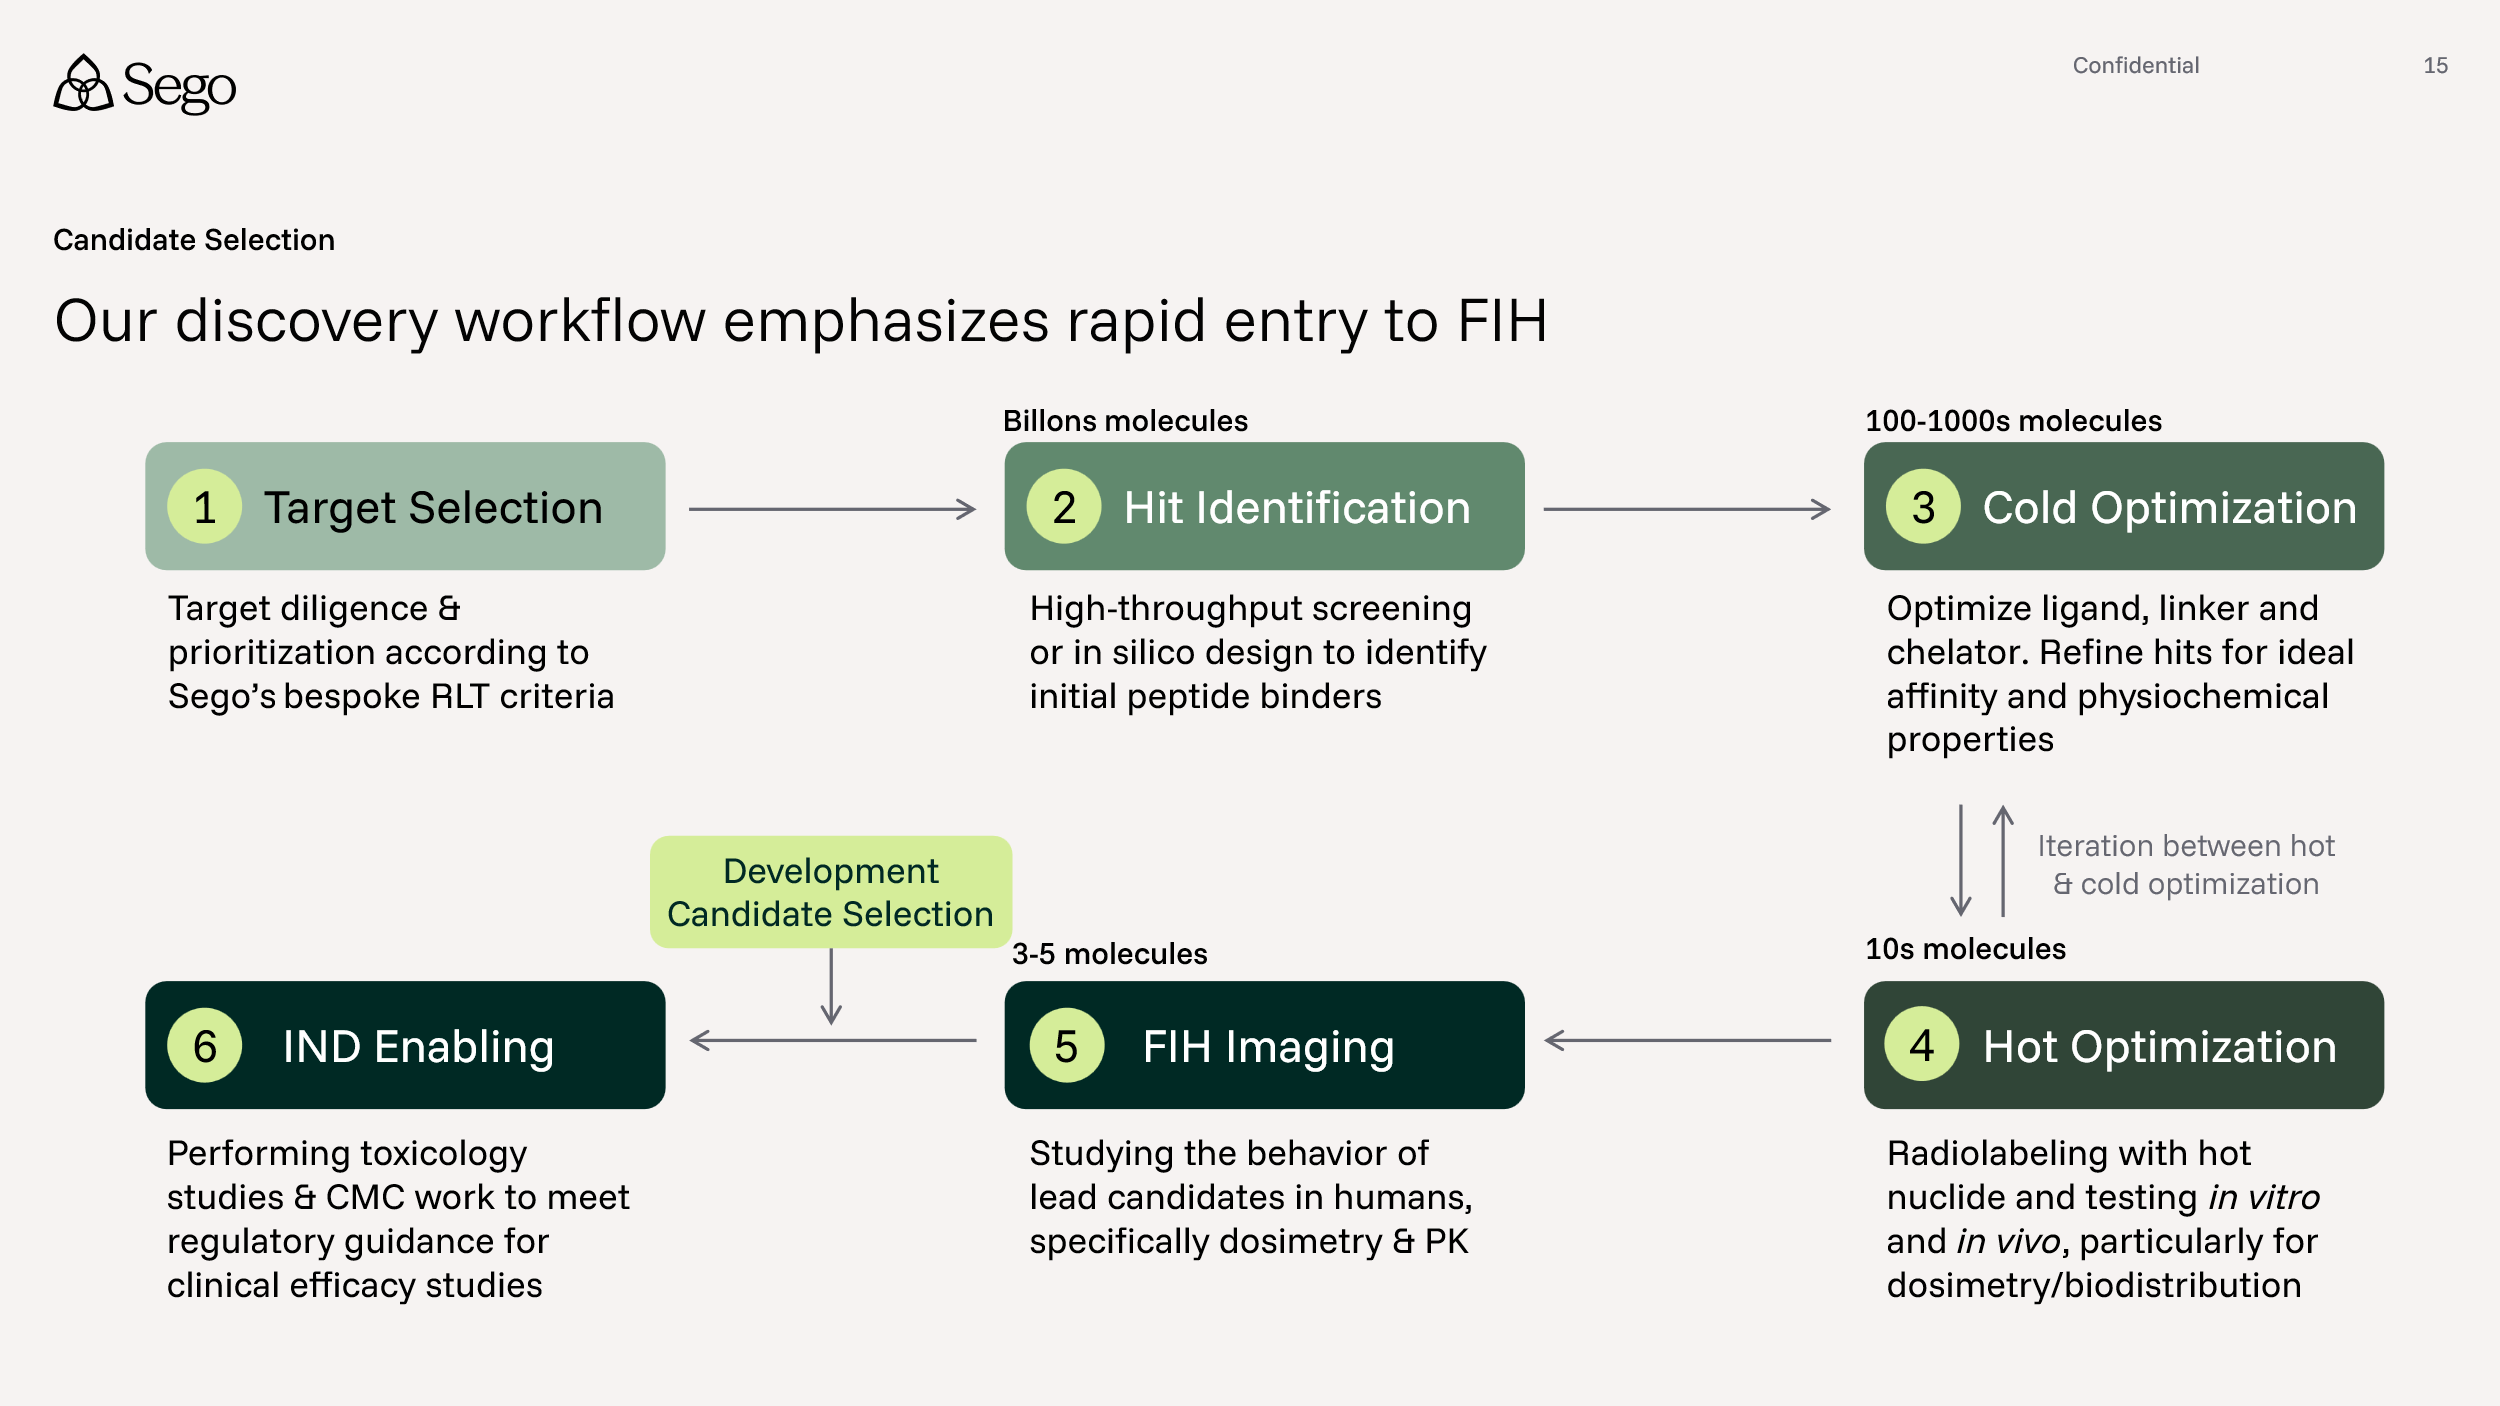 Sego
Confidential
15
Candidate Selection
Our discovery workflow emphasizes rapid entry to FIH
1 Target Selection
Target diligence &
prioritization according to
Sego’s bespoke RLT criteria
Billons molecules
2 Hit Identification
High-throughput screening
or in silico design to identify
initial peptide binders
100-1000s molecules
3 Cold Optimization
Optimize ligand, linker and
chelator. Refine hits for ideal
affinity and physiochemical
properties
Iteration between hot
& cold optimization
10s molecules
4 Hot Optimization
Radiolabeling with hot
nuclide and testing in vitro
and in vivo, particularly for
dosimetry/biodistribution
3-5 molecules
5 FIH Imaging
Studying the behavior of
lead candidates in humans,
specifically dosimetry & PK
Development
Candidate Selection
6 IND Enabling
Performing toxicology
studies & CMC work to meet
regulatory guidance for
clinical efficacy studies